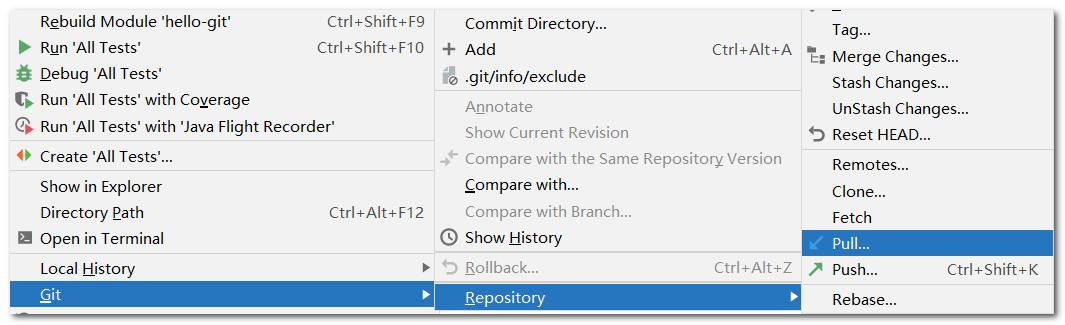 Rebuild Module 'hello-git' Ctrl+Shift+F9
Run 'All Tests' Ctrl+Shift+F10
Debug 'All Tests'
Run 'All Tests' with Coverage
Run 'All Tests' with 'Java Flight Recorder'
Create 'All Tests'...
Show in Explorer
Directory Path Ctrl+Alt+F12
Open in Terminal
Local History
Git
Commit Directory...
Add Ctrl+Alt+A
.git/info/exclude
Annotate
Show Current Revision
Compare with the Same Repository Version
Compare with...
Compare with Branch...
Show History
Rollback... Ctrl+Alt+Z
Repository
Tag...
Merge Changes...
Stash Changes...
UnStash Changes...
Reset HEAD...
Remotes...
Clone...
Fetch
Pull...
Push... Ctrl+Shift+K
Rebase...